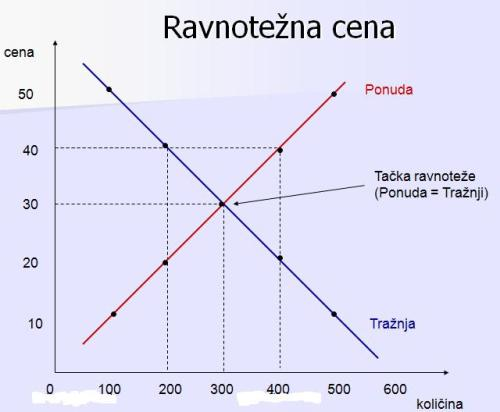 Ravnotežna cena
cena
50
Ponuda
40
Tačka ravnoteže
(Ponuda = Tražnji)
30
20
10
Tražnja
0 100 200 300 400 500 600
količina